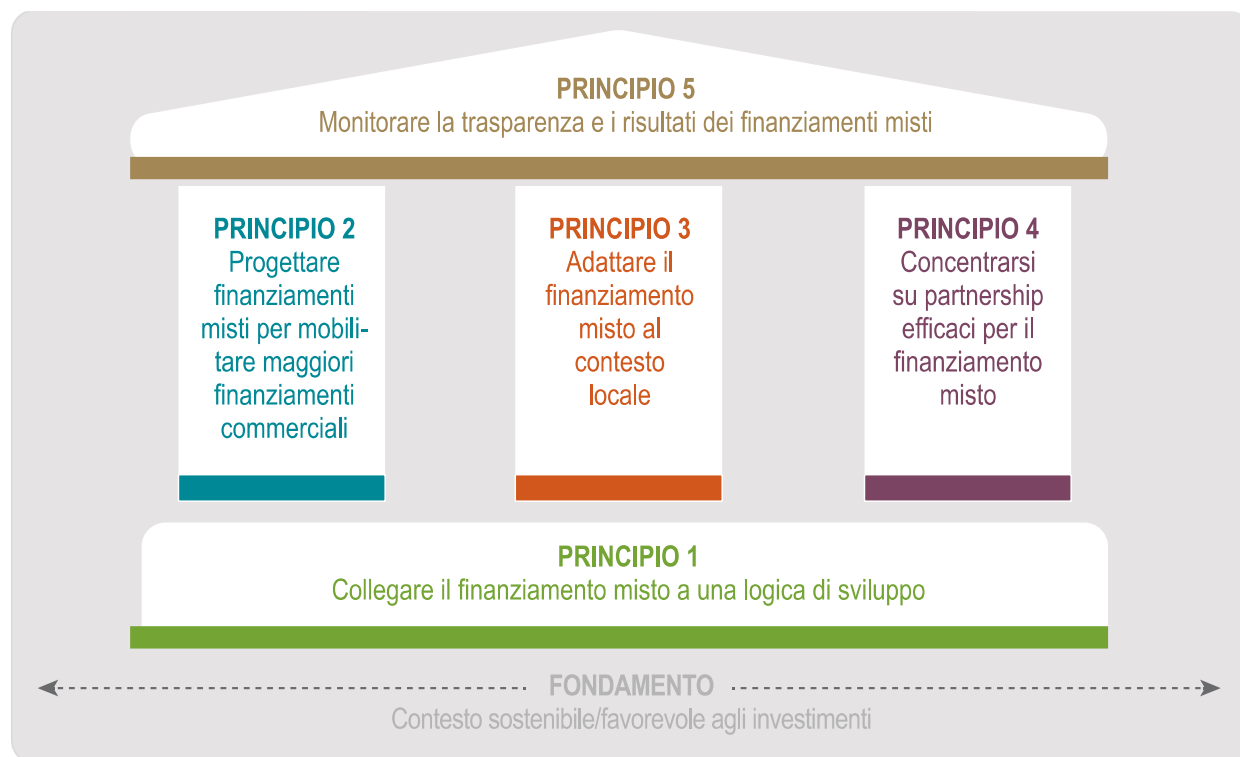 PRINCIPIO 5
Monitorare la trasparenza e i risultati dei finanziamenti misti
PRINCIPIO 2
Progettare
finanziamenti
misti per mobili-
tare maggiori
finanziamenti
commerciali
PRINCIPIO 3
Adattare il
finanziamento
misto al
contesto
locale
PRINCIPIO 4
Concentrarsi
su partnership
efficaci per il
finanziamento
misto
PRINCIPIO 1
Collegare il finanziamento misto a una logica di sviluppo
FONDAMENTO
Contesto sostenibile/favorevole agli investimenti